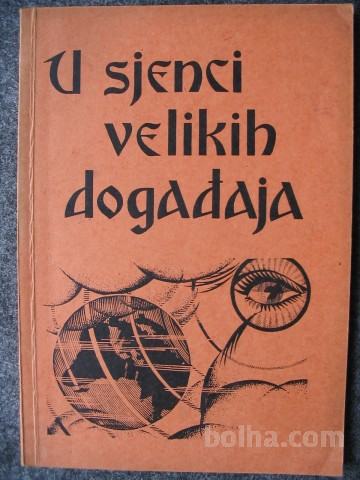 U sjenci
velikih
događaja
bolha.com